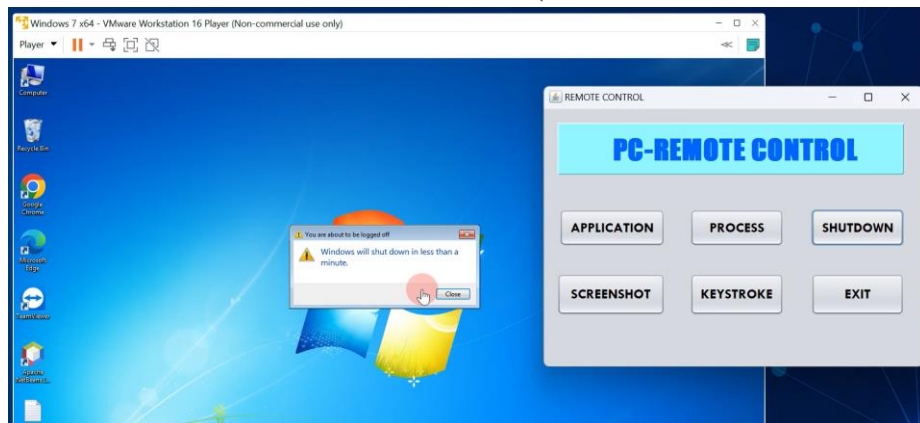 Windows 7 x64 - VMware Workstation 16 Player (Non-commercial use only)
Player
Computer
Recycle Bin
Google
Chrome
Microsoft
Edge
TeamViewer
Apache
You are about to be logged off
Windows will shut down in less than a
minute.
Close
REMOTE CONTROL
PC-REMOTE CONTROL
APPLICATION
PROCESS
SHUTDOWN
SCREENSHOT
KEYSTROKE
EXIT